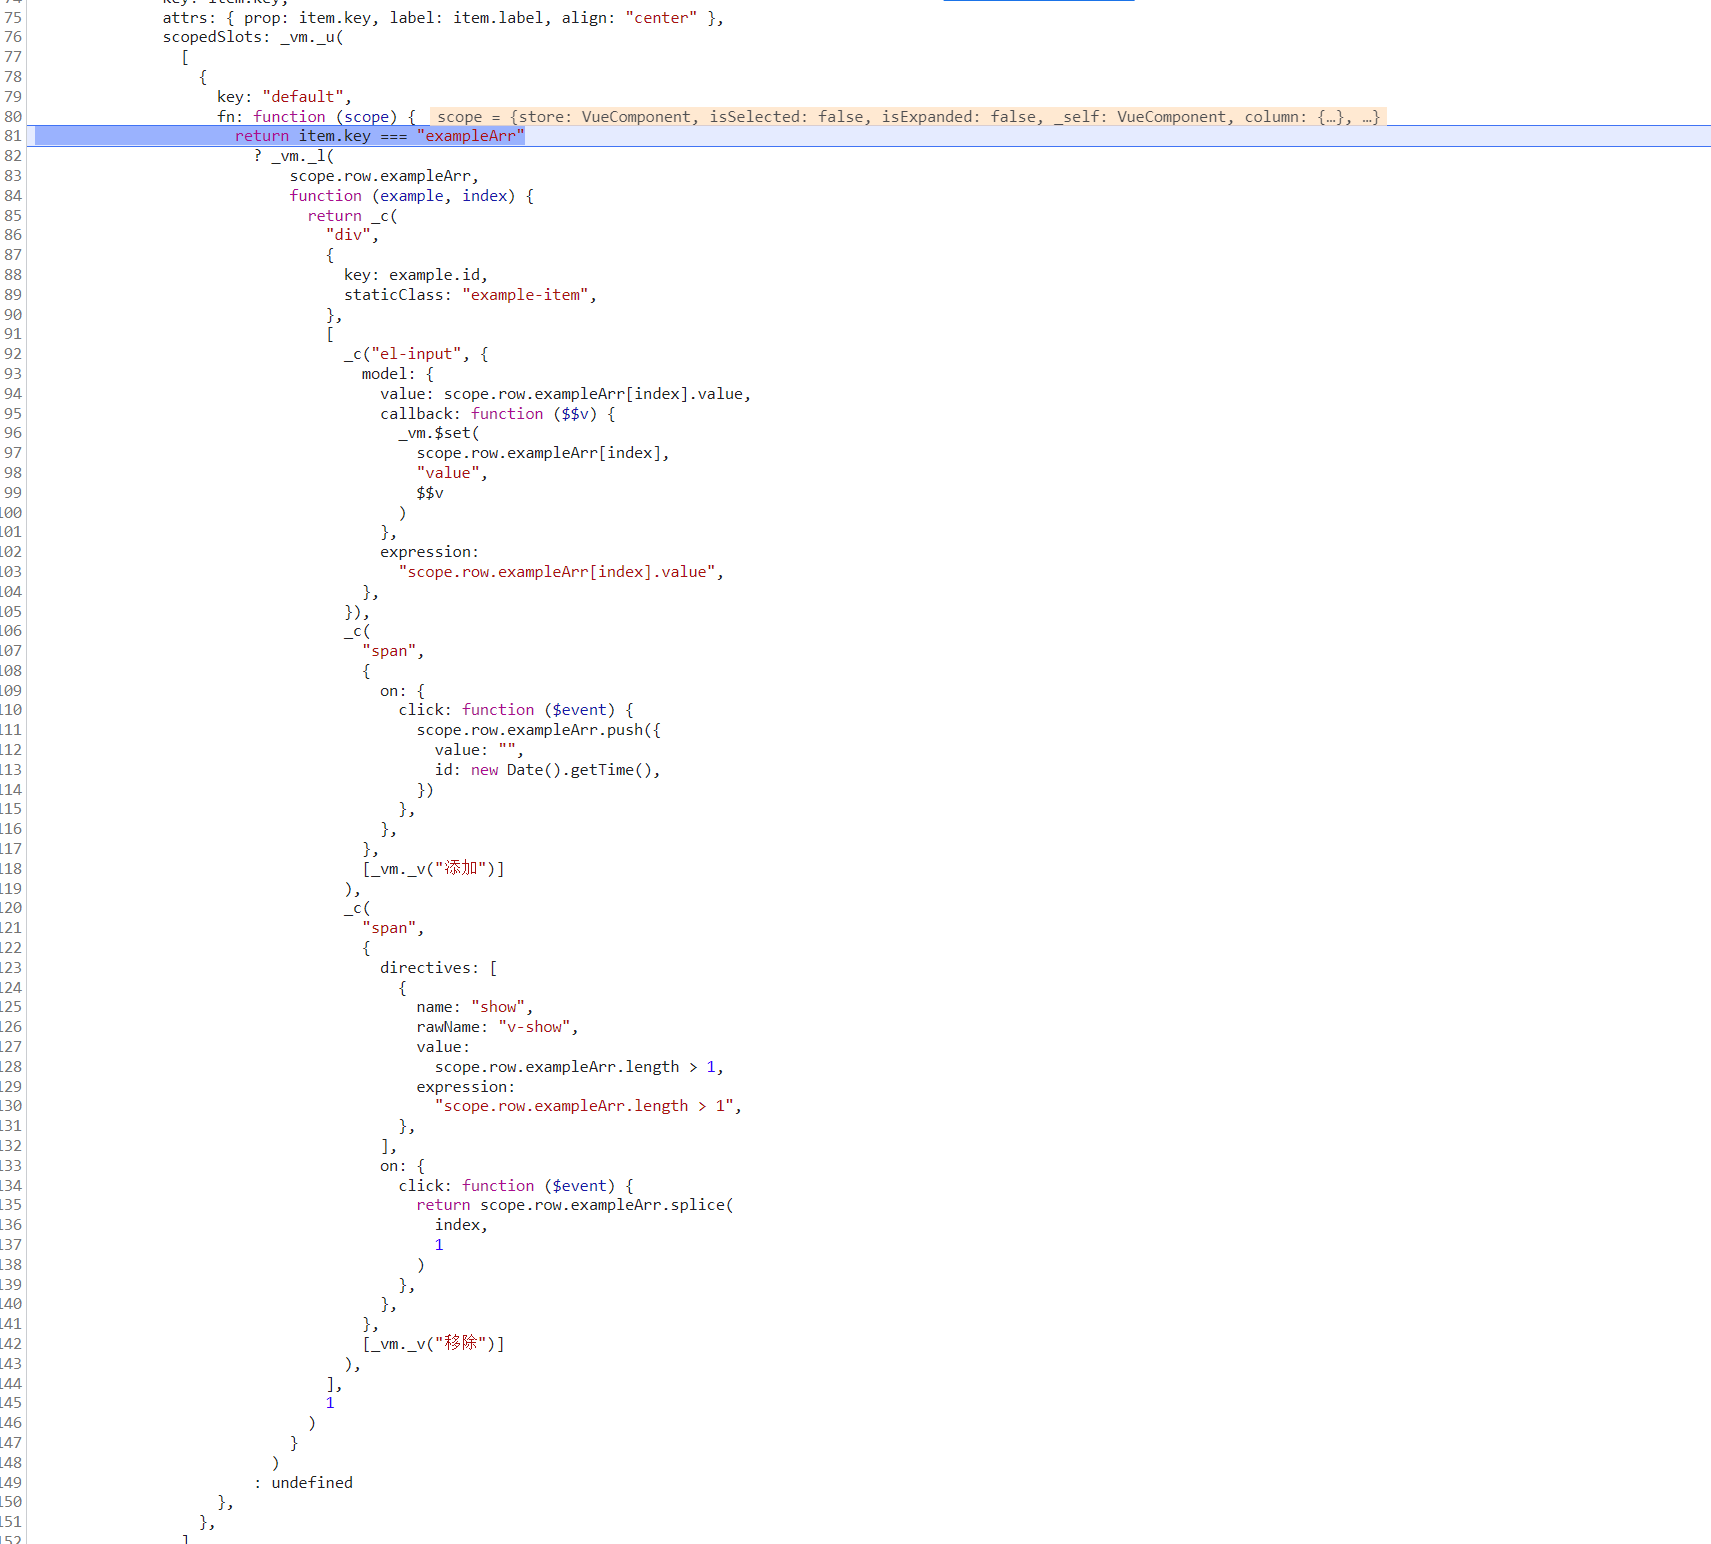 74                key: item.key,
75                attrs: { prop: item.key, label: item.label, align: "center" },
76                scopedSlots: _vm._u(
77                  [
78                    {
79                      key: "default",
80                      fn: function (scope) {  scope = {store: VueComponent, isSelected: false, isExpanded: false, _self: VueComponent, column: {…}, …}
81                        return item.key === "exampleArr"
82                          ? _vm._l(
83                              scope.row.exampleArr,
84                              function (example, index) {
85                                return _c(
86                                  "div",
87                                  {
88                                    key: example.id,
89                                    staticClass: "example-item",
90                                  },
91                                  [
92                                    _c("el-input", {
93                                      model: {
94                                        value: scope.row.exampleArr[index].value,
95                                        callback: function ($$v) {
96                                          _vm.$set(
97                                            scope.row.exampleArr[index],
98                                            "value",
99                                            $$v
100                                          )
101                                        },
102                                        expression:
103                                          "scope.row.exampleArr[index].value",
104                                      },
105                                    }),
106                                    _c(
107                                      "span",
108                                      {
109                                        on: {
110                                          click: function ($event) {
111                                            scope.row.exampleArr.push({
112                                              value: "",
113                                              id: new Date().getTime(),
114                                            })
115                                          },
116                                        },
117                                      },
118                                      [_vm._v("添加")]
119                                    ),
120                                    _c(
121                                      "span",
122                                      {
123                                        directives: [
124                                          {
125                                            name: "show",
126                                            rawName: "v-show",
127                                            value:
128                                              scope.row.exampleArr.length > 1,
129                                            expression:
130                                              "scope.row.exampleArr.length > 1",
131                                          },
132                                        ],
133                                        on: {
134                                          click: function ($event) {
135                                            return scope.row.exampleArr.splice(
136                                              index,
137                                              1
138                                            )
139                                          },
140                                        },
141                                      },
142                                      [_vm._v("移除")]
143                                    ),
144                                  ],
145                                  1
146                                )
147                              }
148                            )
149                          : undefined
150                      },
151                    },
152                  ]